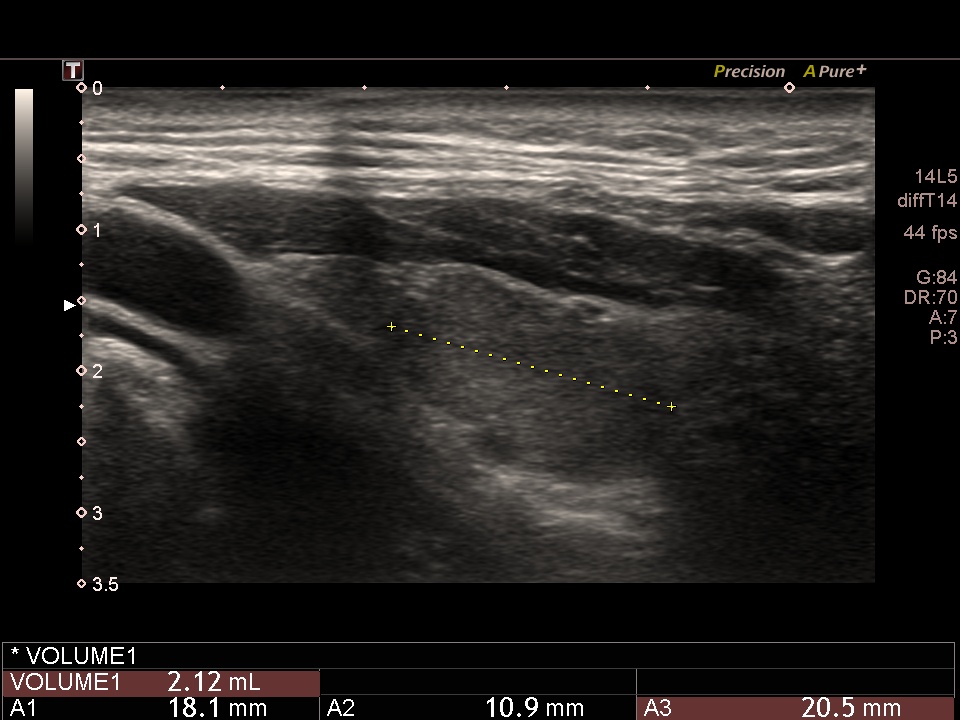 T
Precision A Pure+
0
1
2
3
3.5
14L5
diffT14
44 fps
G:84
DR:70
A:7
P:3
* VOLUME1
VOLUME1 2.12 mL
A1 18.1 mm A2 10.9 mm A3 20.5 mm